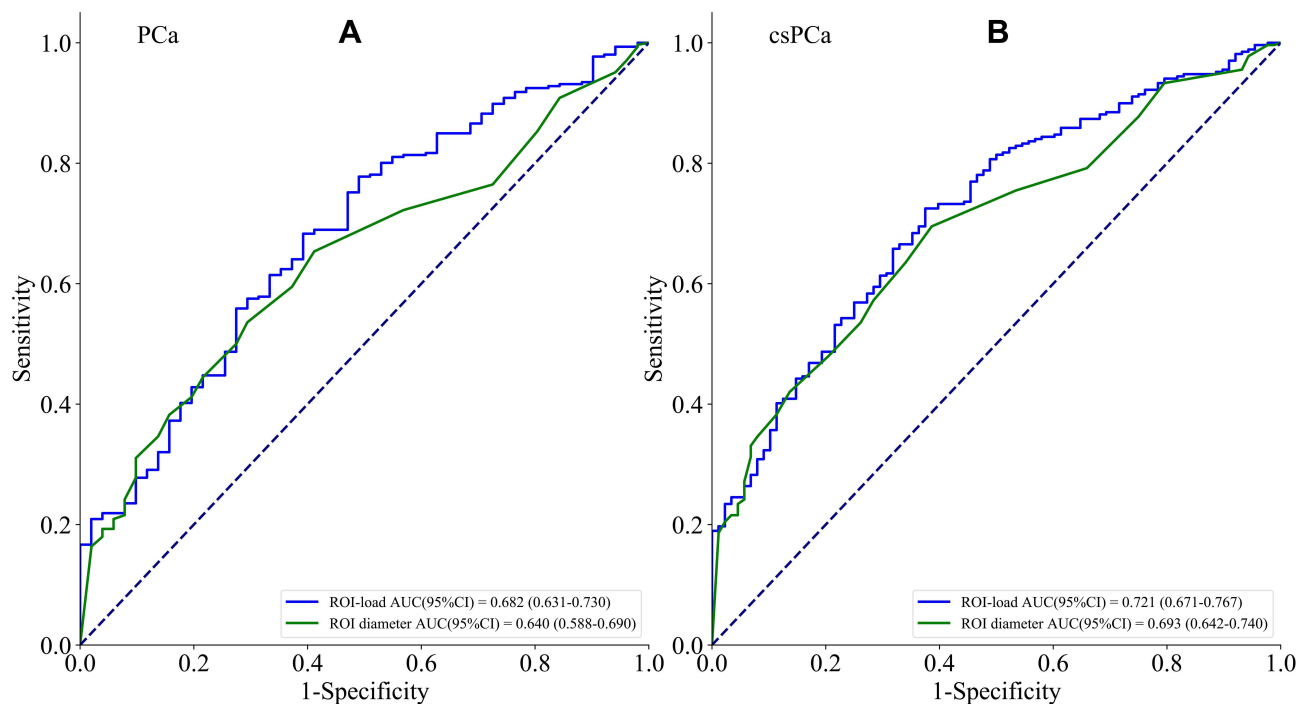 PCa
A
1.0
0.8
0.6
0.4
0.2
0.0
Sensitivity
ROI-load AUC(95%CI) = 0.682 (0.631-0.730)
ROI diameter AUC(95%CI) = 0.640 (0.588-0.690)
0.0 0.2 0.4 0.6 0.8 1.0
1-Specificity
csPCa
B
1.0
0.8
0.6
0.4
0.2
0.0
Sensitivity
ROI-load AUC(95%CI) = 0.721 (0.671-0.767)
ROI diameter AUC(95%CI) = 0.693 (0.642-0.740)
0.0 0.2 0.4 0.6 0.8 1.0
1-Specificity